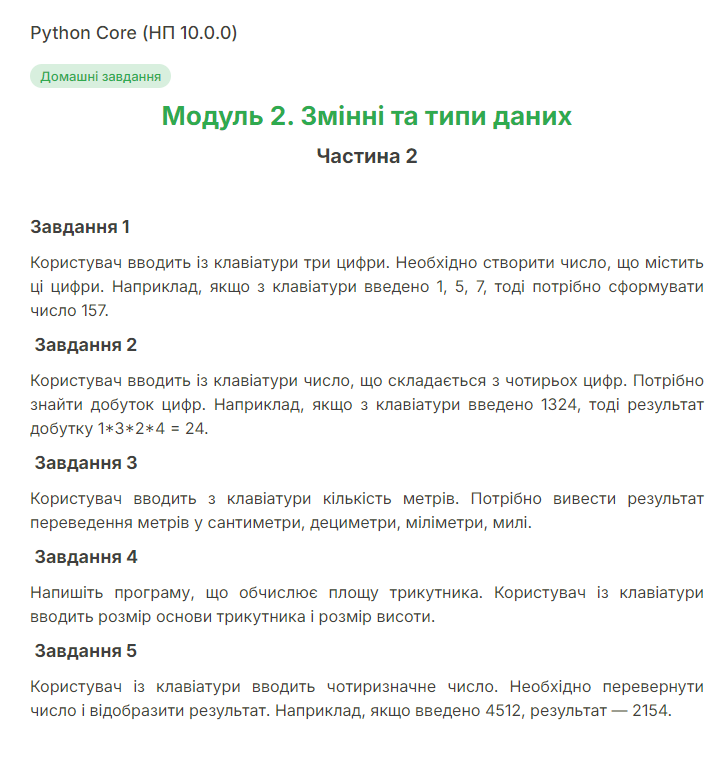 Python Core (НП 10.0.0)
Домашні завдання
Модуль 2. Змінні та типи даних
Частина 2
Завдання 1
Користувач вводить із клавіатури три цифри. Необхідно створити число, що містить
ці цифри. Наприклад, якщо з клавіатури введено 1, 5, 7, тоді потрібно сформувати
число 157.
Завдання 2
Користувач вводить із клавіатури число, що складається з чотирьох цифр. Потрібно
знайти добуток цифр. Наприклад, якщо з клавіатури введено 1324, тоді результат
добутку 1*3*2*4 = 24.
Завдання 3
Користувач вводить з клавіатури кількість метрів. Потрібно вивести результат
переведення метрів у сантиметри, дециметри, міліметри, милі.
Завдання 4
Напишіть програму, що обчислює площу трикутника. Користувач із клавіатури
вводить розмір основи трикутника і розмір висоти.
Завдання 5
Користувач із клавіатури вводить чотиризначне число. Необхідно перевернути
число і відобразити результат. Наприклад, якщо введено 4512, результат — 2154.